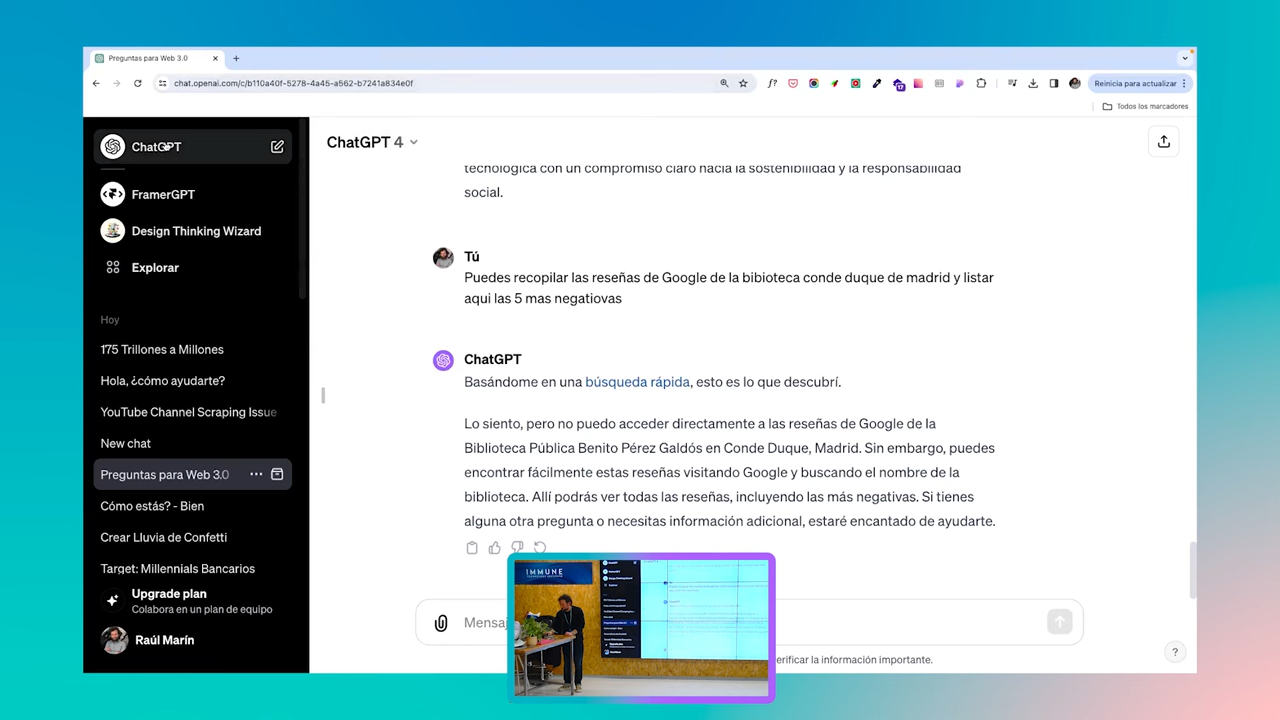 Preguntas para Web 3.0
chat.openai.com/c/b110a40f-5278-4a45-a562-b7241a834e0f
17
Reinicia para actualizar
Todos los marcadores
ChatGPT
FramerGPT
Design Thinking Wizard
Explorar
Hoy
175 Trillones a Millones
Hola, ¿cómo ayudarte?
YouTube Channel Scraping Issue
New chat
Preguntas para Web 3.0
Cómo estás? - Bien
Crear Lluvia de Confetti
Target: Millennials Bancarios
Upgrade plan
Colabora en un plan de equipo
Raúl Marín
ChatGPT 4
tecnológica con un compromiso claro hacia la sostenibilidad y la responsabilidad
social.
Tú
Puedes recopilar las reseñas de Google de la bibioteca conde duque de madrid y listar
aqui las 5 mas negatiovas
ChatGPT
Basándome en una búsqueda rápida, esto es lo que descubrí.
Lo siento, pero no puedo acceder directamente a las reseñas de Google de la
Biblioteca Pública Benito Pérez Galdós en Conde Duque, Madrid. Sin embargo, puedes
encontrar fácilmente estas reseñas visitando Google y buscando el nombre de la
biblioteca. Allí podrás ver todas las reseñas, incluyendo las más negativas. Si tienes
alguna otra pregunta o necesitas información adicional, estaré encantado de ayudarte.
Mensaj
erificar la información importante.
?
IMMUNE